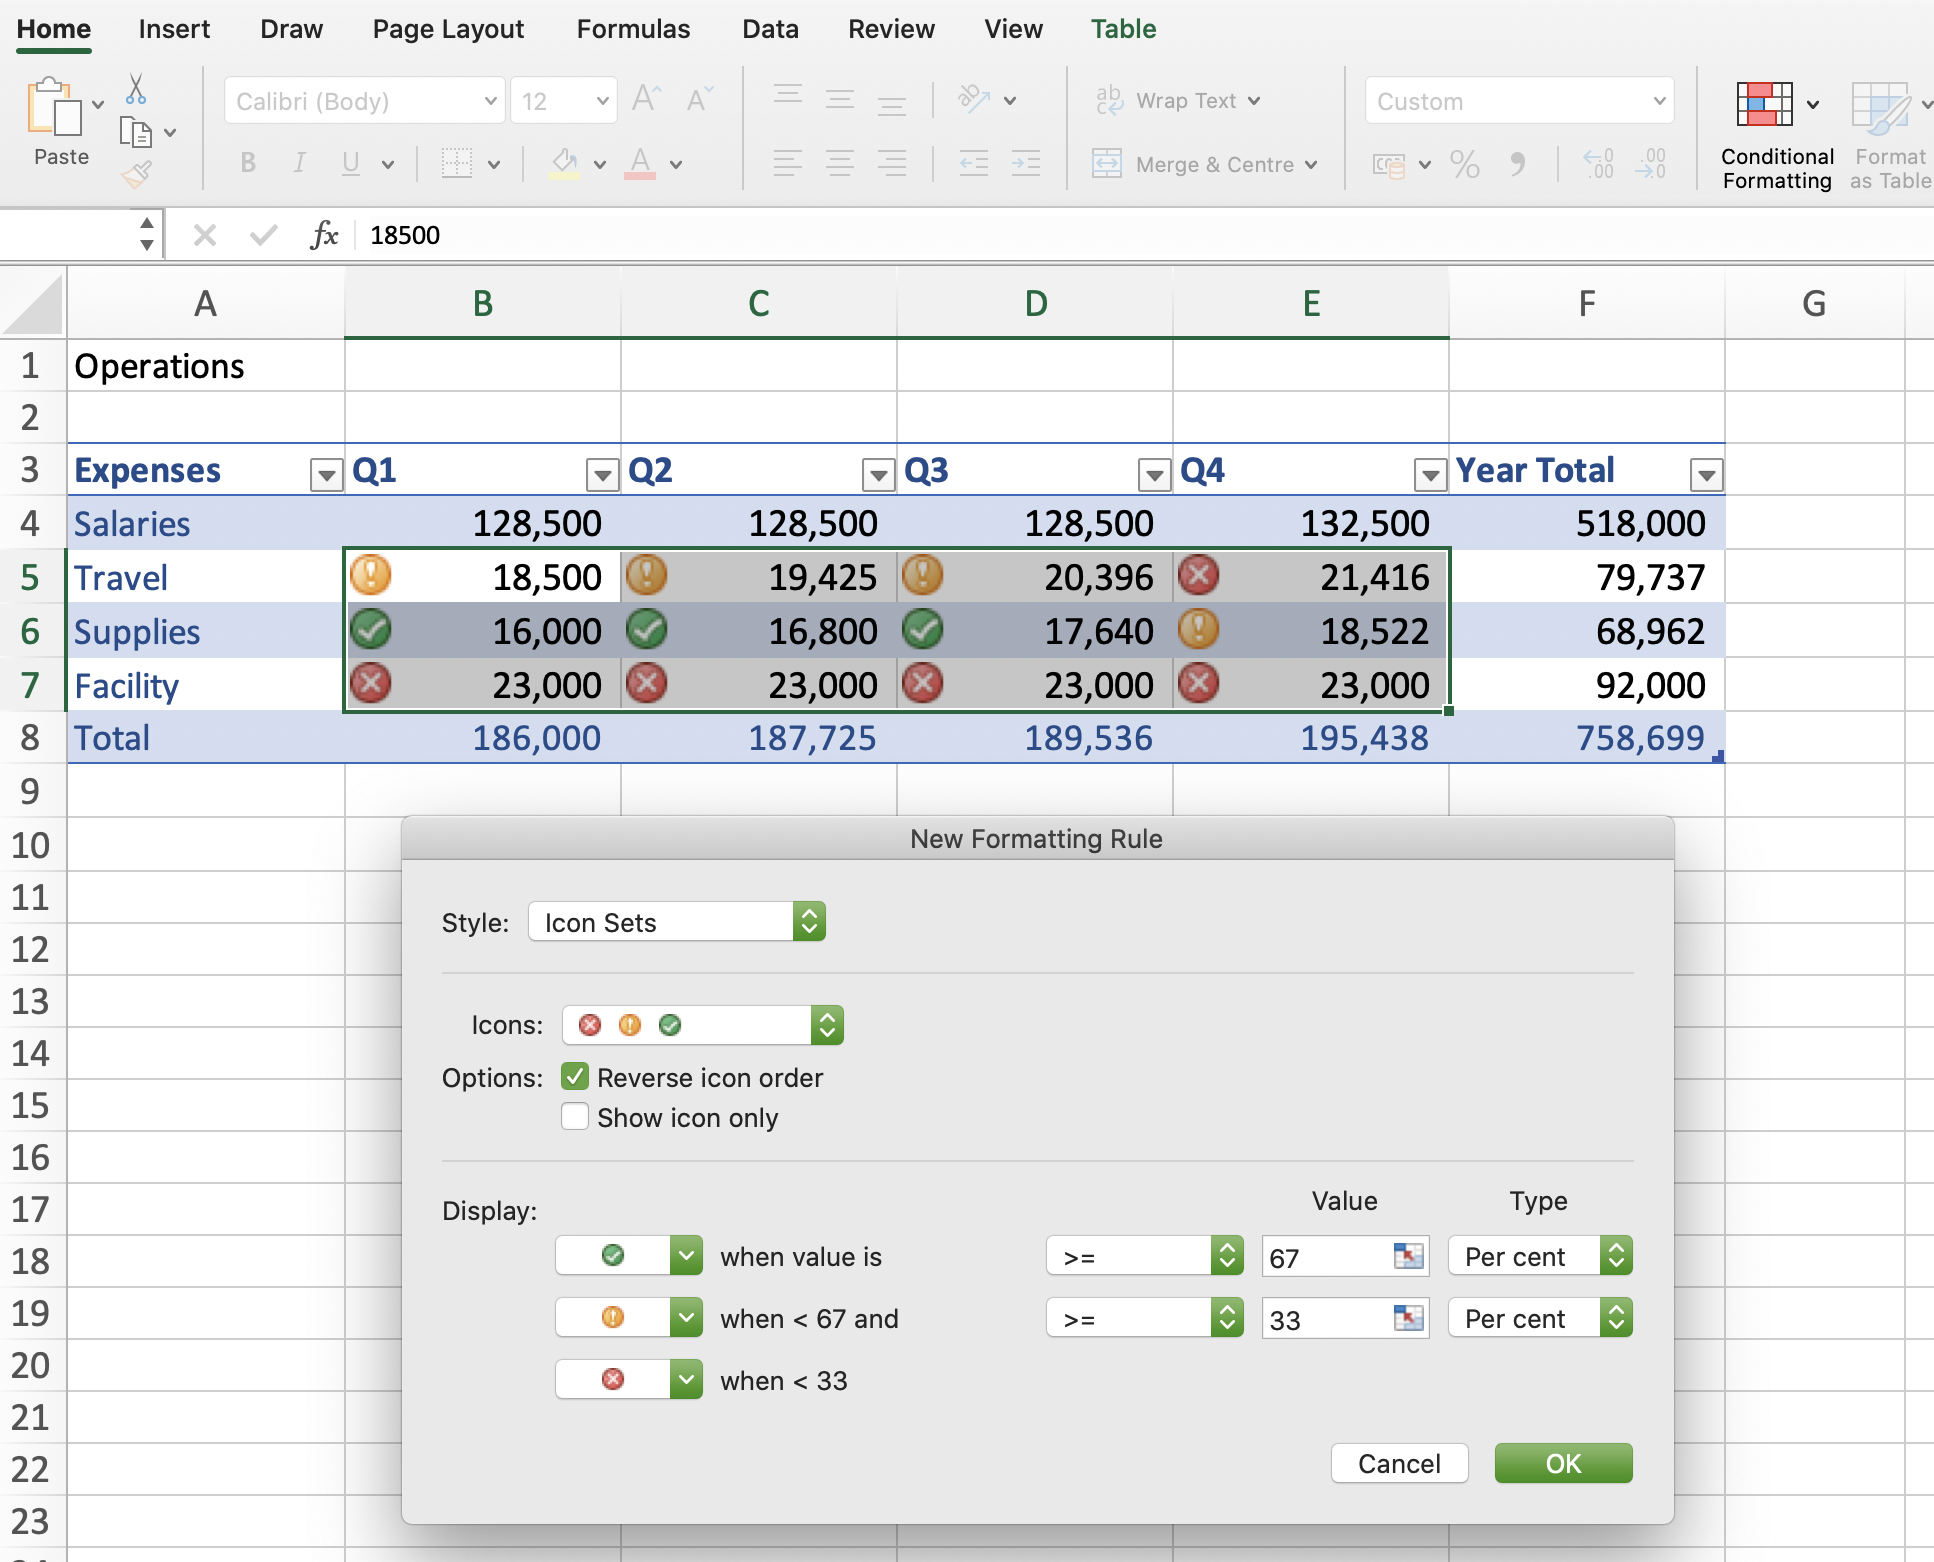 Home Insert Draw Page Layout Formulas Data Review View Table
Calibri (Body) 12 A A ab Wrap Text Custom
Paste B I U A Merge & Centre % Conditional Formatting Format as Table
fx 18500
A B C D E F G
1 Operations
2
3 Expenses Q1 Q2 Q3 Q4 Year Total
4 Salaries 128,500 128,500 128,500 132,500 518,000
5 Travel 18,500 19,425 20,396 21,416 79,737
6 Supplies 16,000 16,800 17,640 18,522 68,962
7 Facility 23,000 23,000 23,000 23,000 92,000
8 Total 186,000 187,725 189,536 195,438 758,699
9
10
11
12
13
14
15
16
17
18
19
20
21
22
23
New Formatting Rule
Style: Icon Sets
Icons:
Options: Reverse icon order
Show icon only
Display: Value Type
when value is >= 67 Per cent
when < 67 and >= 33 Per cent
when < 33
Cancel OK